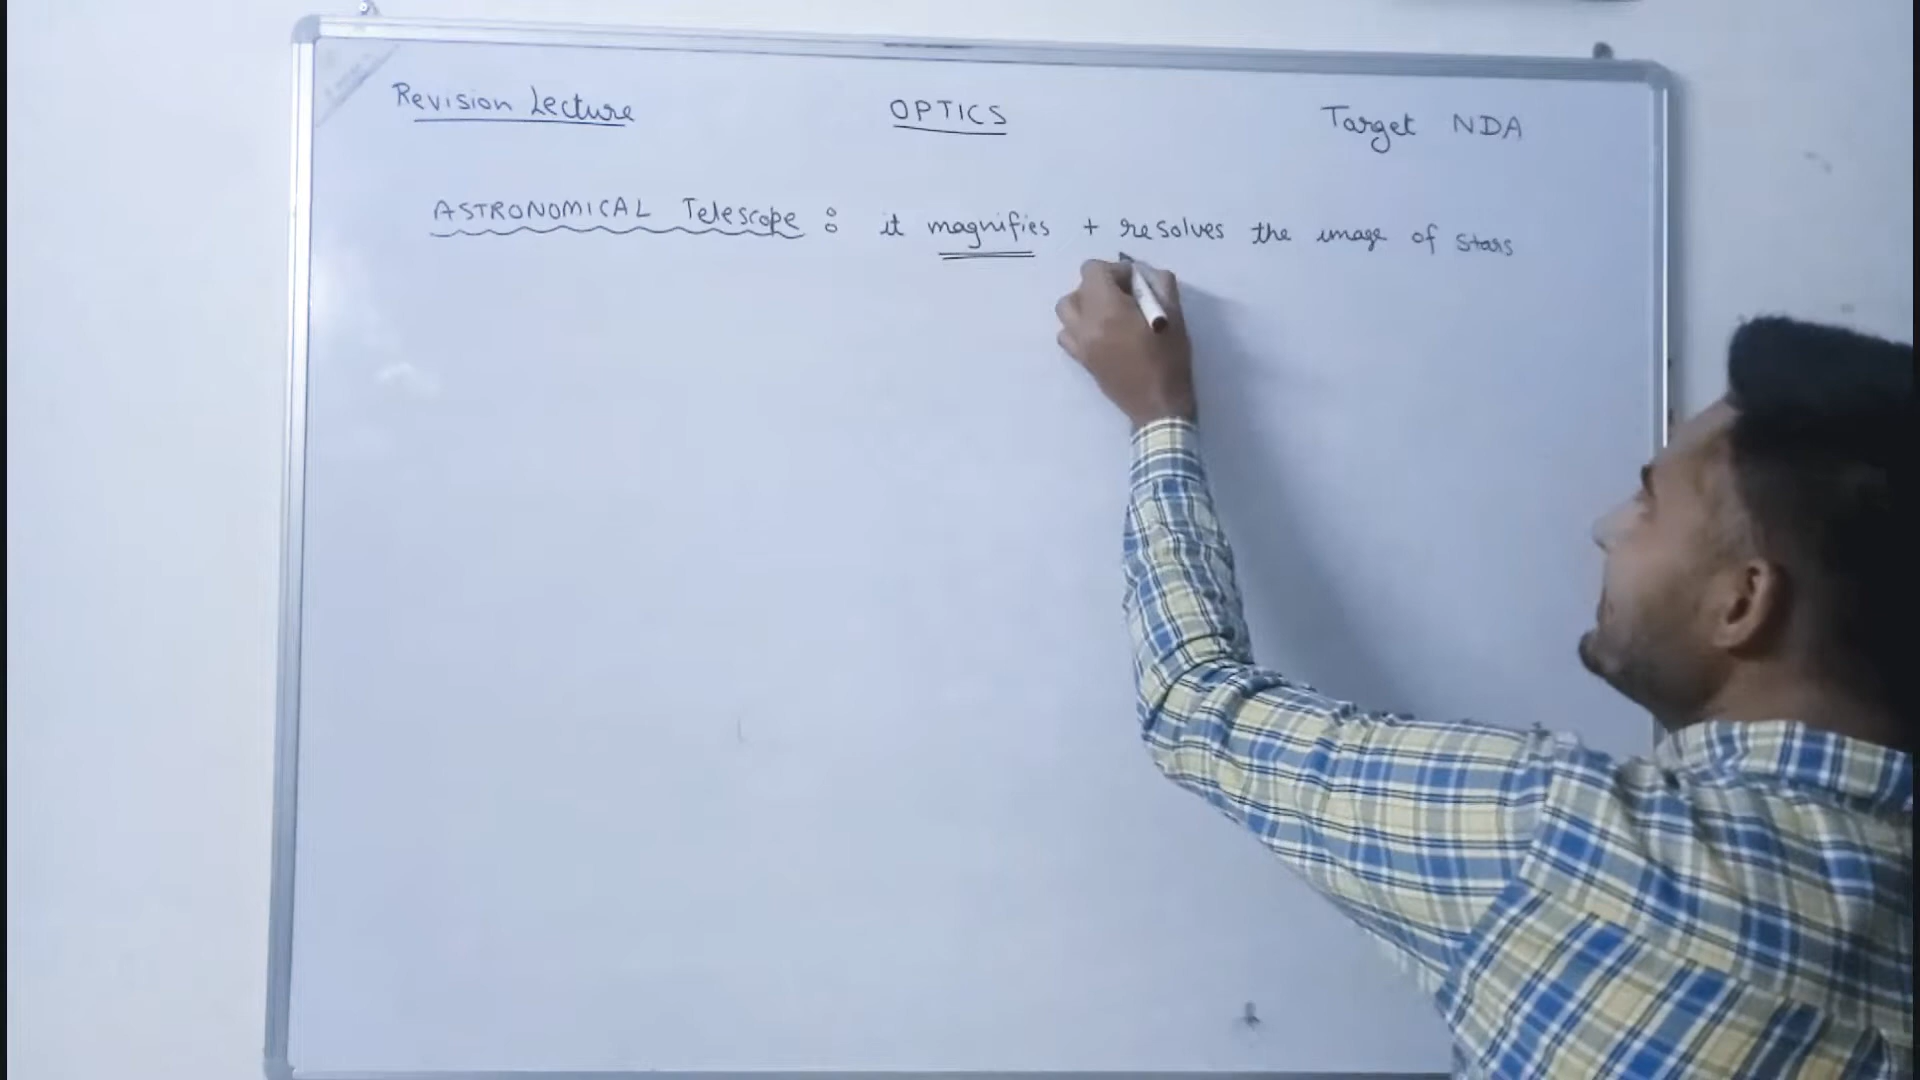 Revision Lecture OPTICS Target NDA
ASTRONOMICAL Telescope : it magnifies + resolves the image of stars